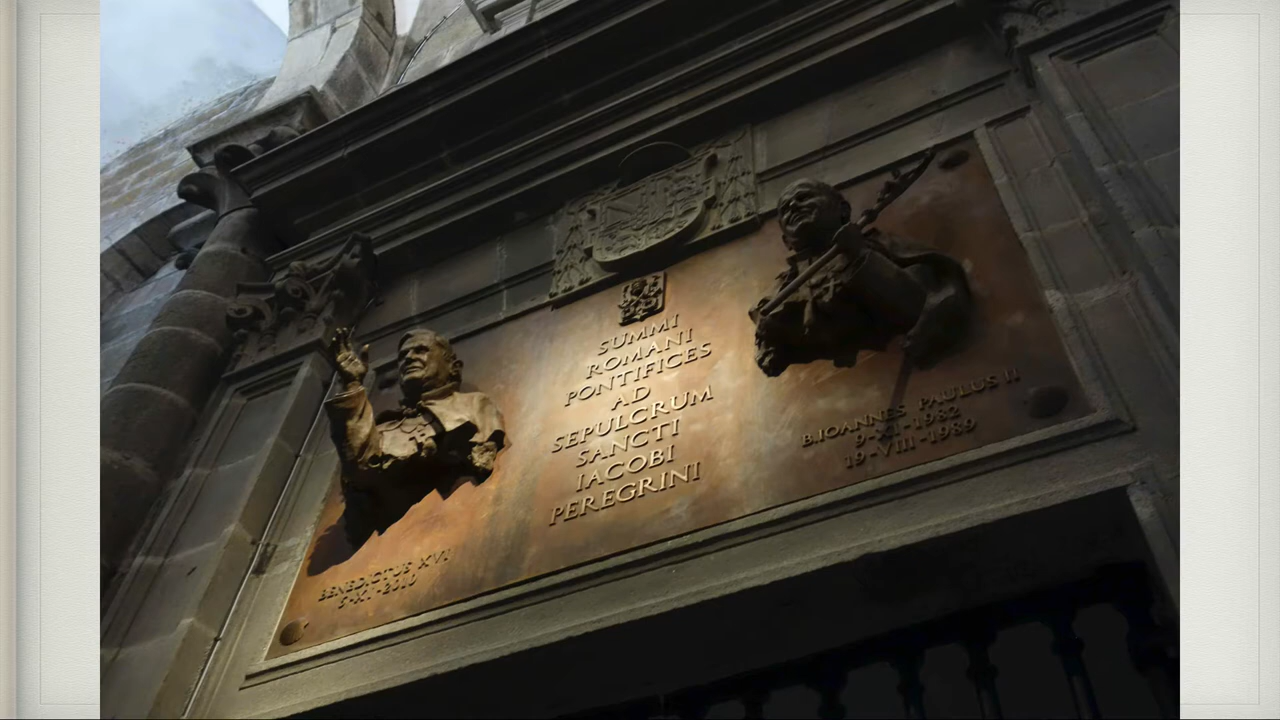 SUMMI
ROMANI
PONTIFICES
AD
SEPULCRUM
SANCTI
IACOBI
PEREGRINI
BENEDICTUS XVI
6-XI-2010
B.IOANNES PAULUS II
9-XI-1982
19-VIII-1989